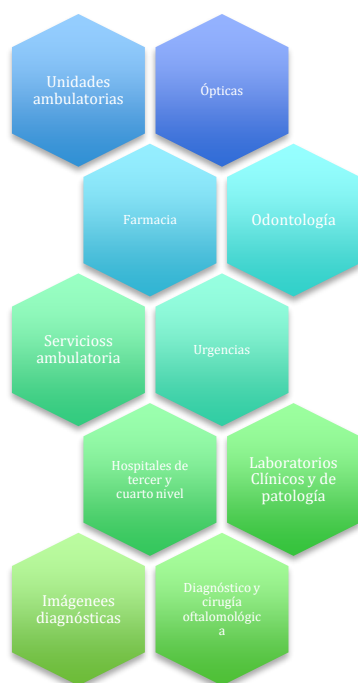 Unidades
ambulatorias
Ópticas
Farmacia
Odontología
Servicioss
ambulatoria
Urgencias
Hospitales de
tercer y
cuarto nivel
Laboratorios
Clínicos y de
patología
Imágenees
diagnósticas
Diagnóstico y
cirugía
oftalomológic
a